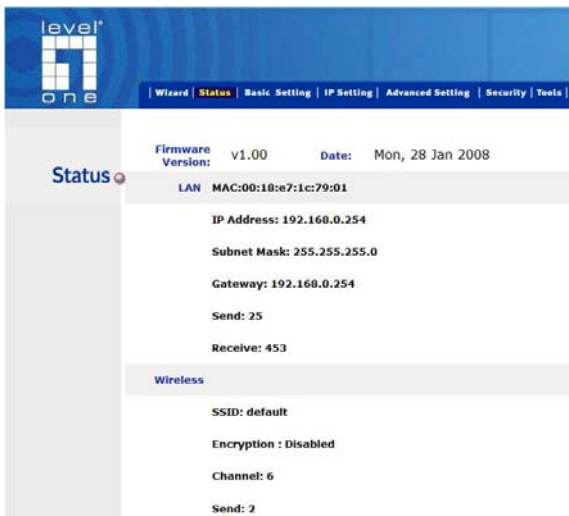 level
one
| Wizard | Status | Basic Setting | IP Setting | Advanced Setting | Security | Tools |
Firmware Version: v1.00 Date: Mon, 28 Jan 2008
Status
LAN MAC:00:18:e7:1c:79:01
IP Address: 192.168.0.254
Subnet Mask: 255.255.255.0
Gateway: 192.168.0.254
Send: 25
Receive: 453
Wireless
SSID: default
Encryption : Disabled
Channel: 6
Send: 2